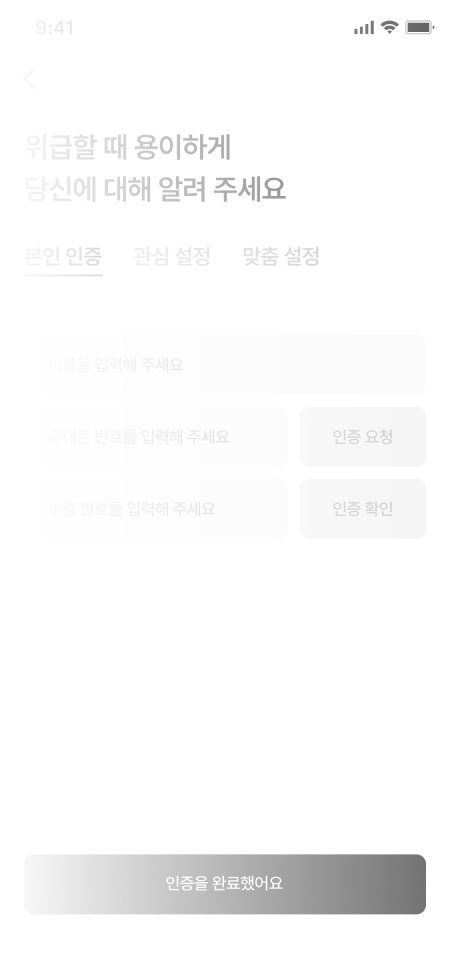 9:41
위급할 때 용이하게
당신에 대해 알려 주세요
본인 인증 관심 설정 맞춤 설정
이름을 입력해 주세요
휴대폰 번호를 입력해 주세요 인증 요청
인증 번호를 입력해 주세요 인증 확인
인증을 완료했어요